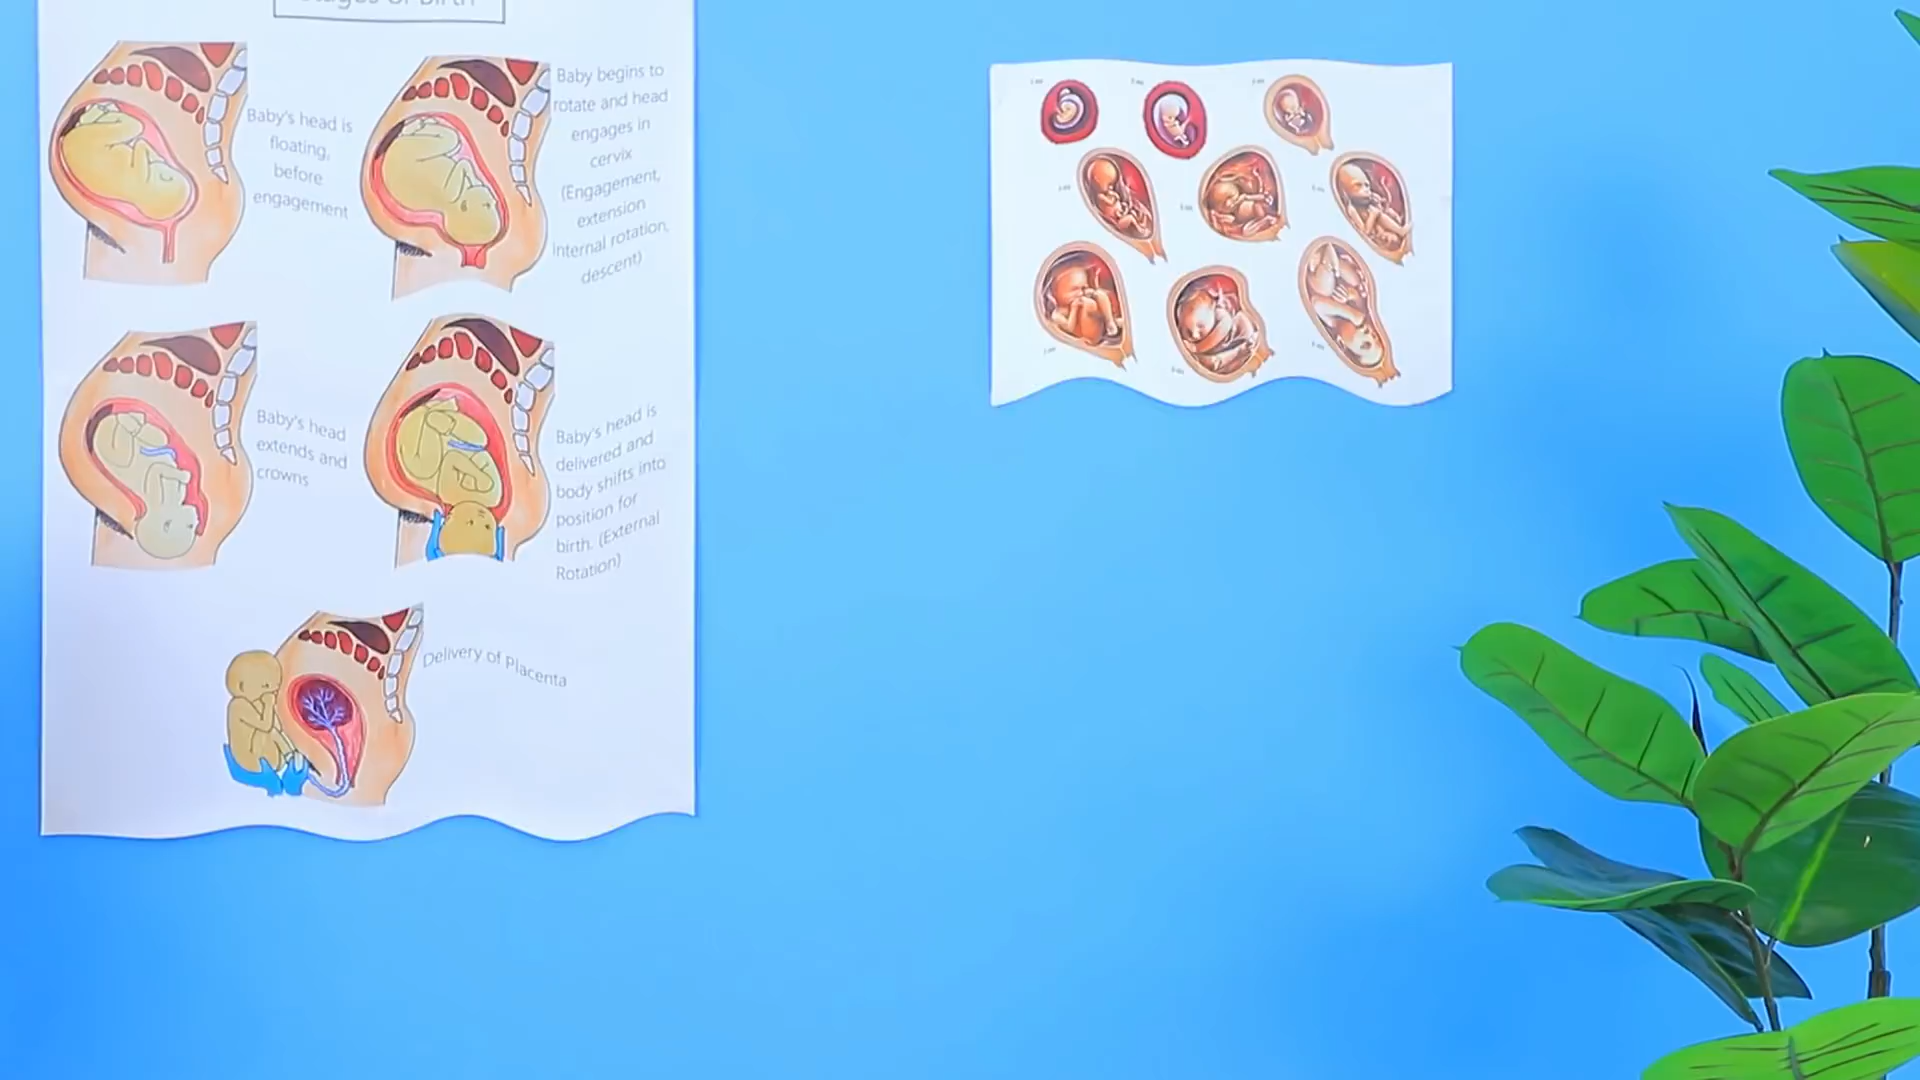 Stages of Birth
Baby's head is
floating,
before
engagement
Baby begins to
rotate and head
engages in
cervix
(Engagement,
extension
internal rotation,
descent)
Baby's head
extends and
crowns
Baby's head is
delivered and
body shifts into
position for
birth. (External
Rotation)
Delivery of Placenta